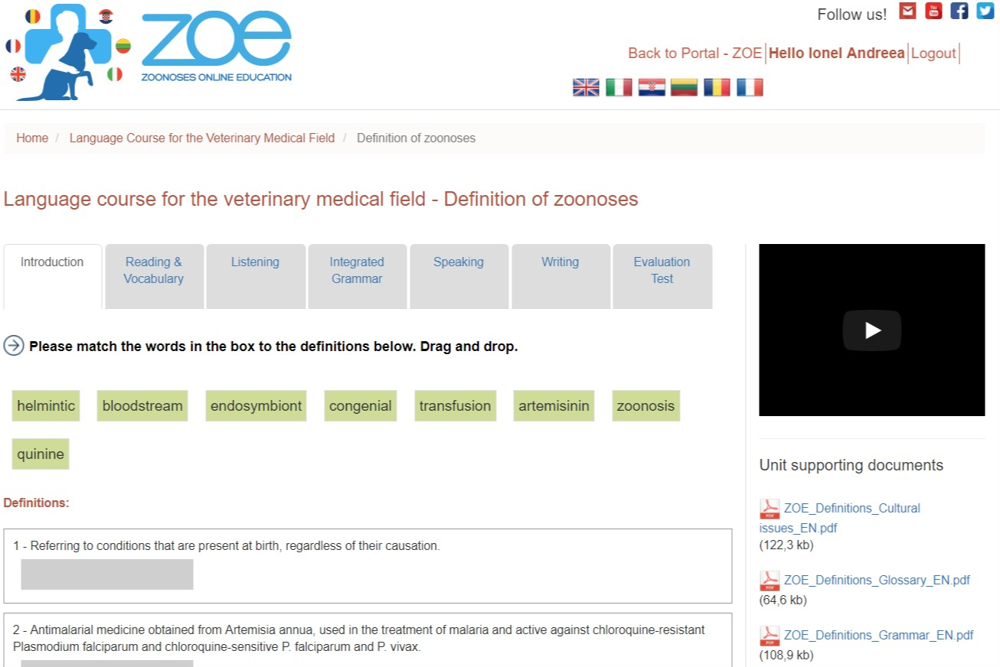 Follow us!
zoe
ZOONOSES ONLINE EDUCATION
Back to Portal - ZOE Hello Ionel Andreea Logout
Home / Language Course for the Veterinary Medical Field / Definition of zoonoses
Language course for the veterinary medical field - Definition of zoonoses
Introduction
Reading &
Vocabulary
Listening
Integrated
Grammar
Speaking
Writing
Evaluation
Test
Please match the words in the box to the definitions below. Drag and drop.
helmintic bloodstream endosymbiont congenial transfusion artemisinin zoonosis
quinine
Definitions:
1 - Referring to conditions that are present at birth, regardless of their causation.
2 - Antimalarial medicine obtained from Artemisia annua, used in the treatment of malaria and active against chloroquine-resistant
Plasmodium falciparum and chloroquine-sensitive P. falciparum and P. vivax.
Unit supporting documents
PDF ZOE_Definitions_Cultural
issues_EN.pdf
(122,3 kb)
PDF ZOE_Definitions_Glossary_EN.pdf
(64,6 kb)
PDF ZOE_Definitions_Grammar_EN.pdf
(108,9 kb)